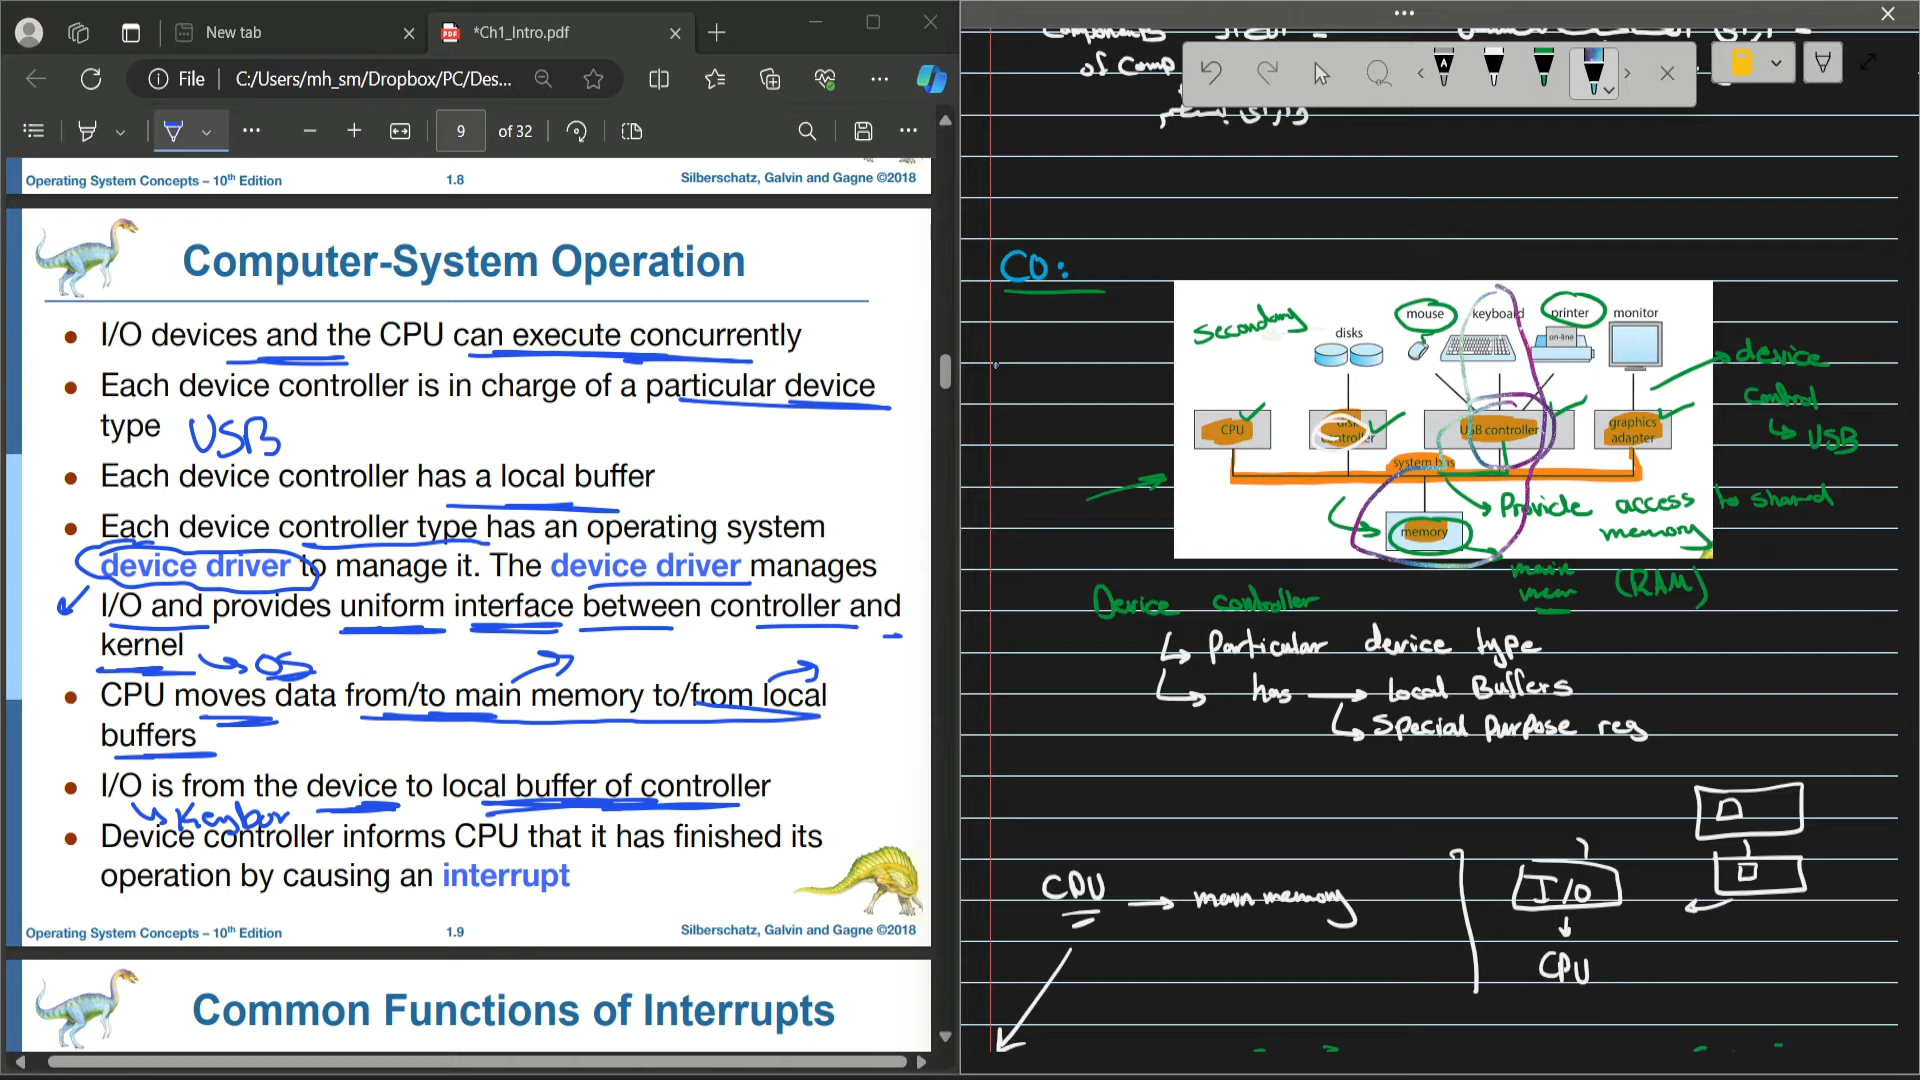 New tab
*Ch1_Intro.pdf
File
C:/Users/mh_sm/Dropbox/PC/Des...
9 of 32
Operating System Concepts – 10th Edition 1.8 Silberschatz, Galvin and Gagne ©2018
Computer-System Operation
I/O devices and the CPU can execute concurrently
Each device controller is in charge of a particular device
type USB
Each device controller has a local buffer
Each device controller type has an operating system
device driver to manage it. The device driver manages
I/O and provides uniform interface between controller and
kernel OS
CPU moves data from/to main memory to/from local
buffers
I/O is from the device to local buffer of controller
Device controller informs CPU that it has finished its
operation by causing an interrupt
Operating System Concepts – 10th Edition 1.9 Silberschatz, Galvin and Gagne ©2018
Common Functions of Interrupts
Components
of Comp
CO:
Secondary
disks
mouse
keyboard
printer
monitor
on-line
CPU
disk
controller
USB controller
graphics
adapter
system bus
memory
device
control
USB
Provide access to shared
memory
main
mem (RAM)
Device controller
Particular device type
has local Buffers
Special Purpose reg
CPU main memory
I/O
CPU